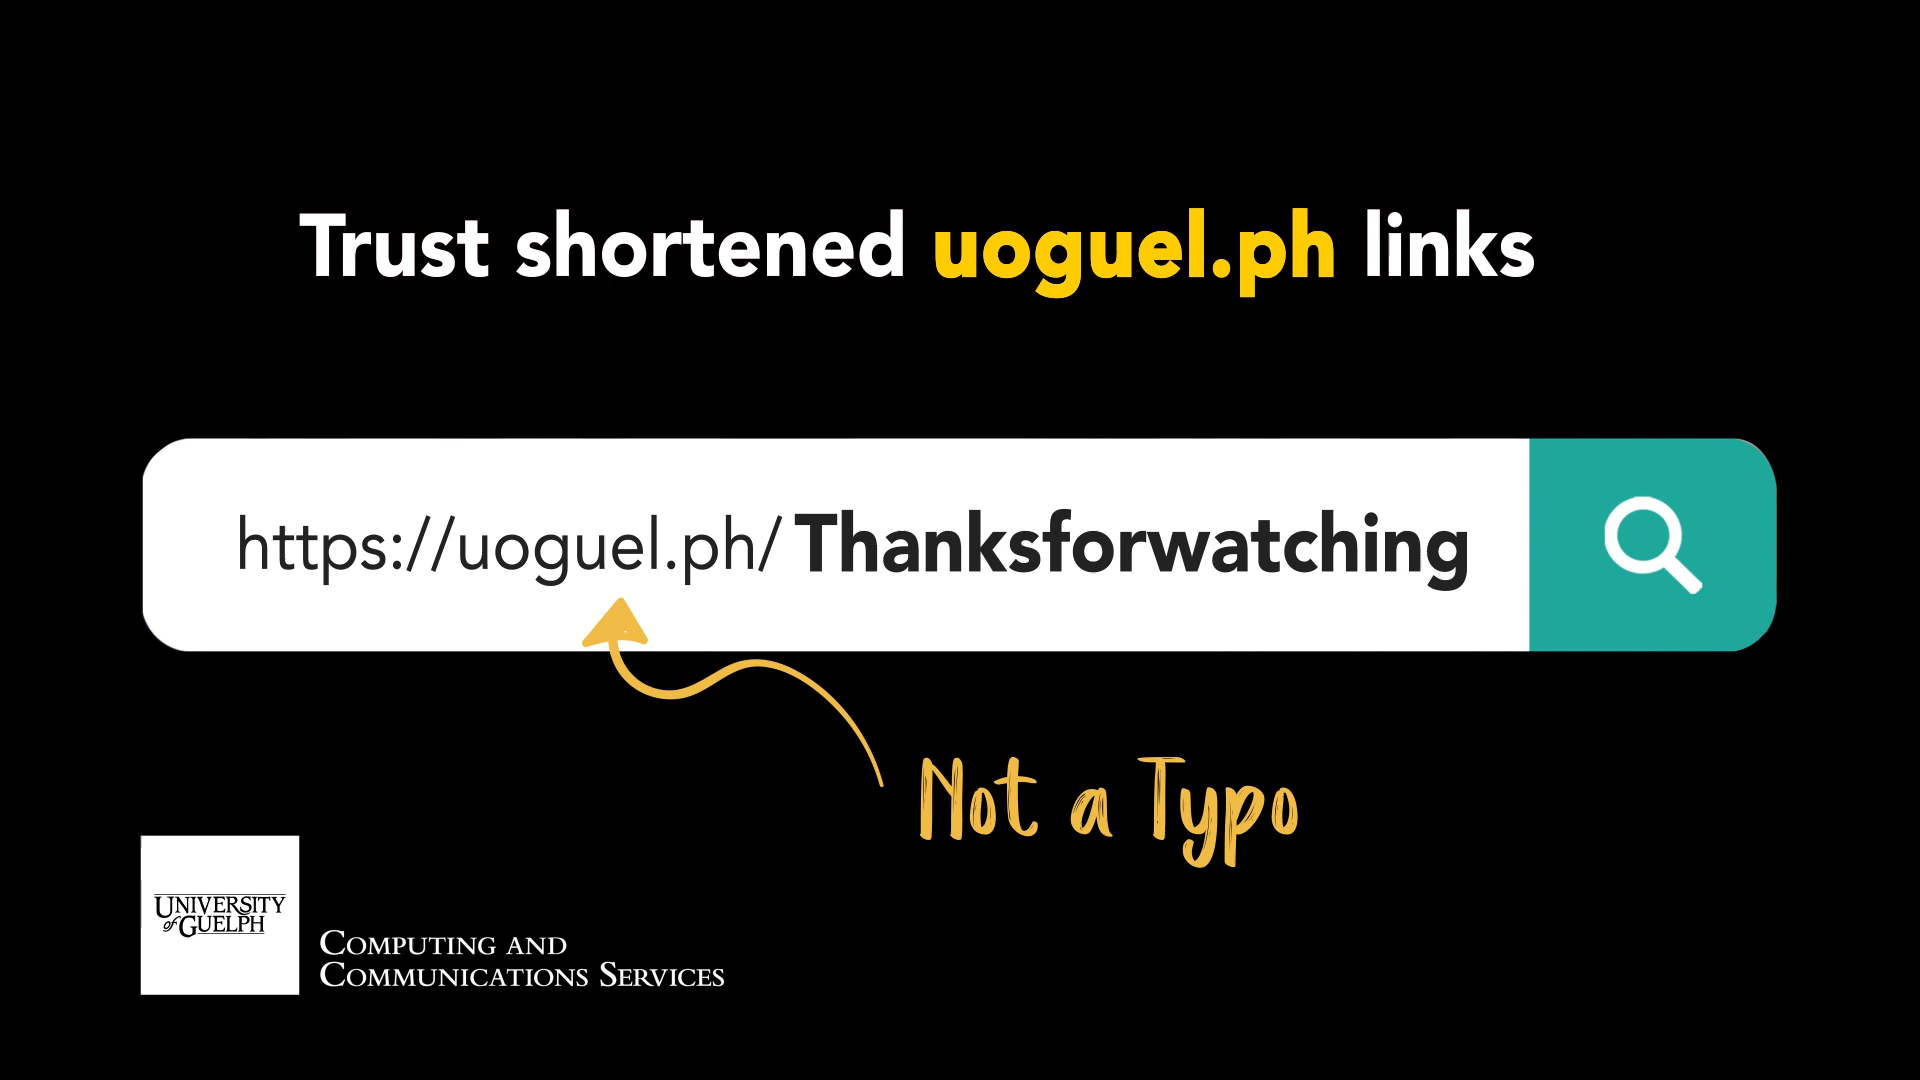 Trust shortened uoguel.ph links
https://uoguel.ph/Thanksforwatching
Not a Typo
UNIVERSITY
of GUELPH
COMPUTING AND
COMMUNICATIONS SERVICES